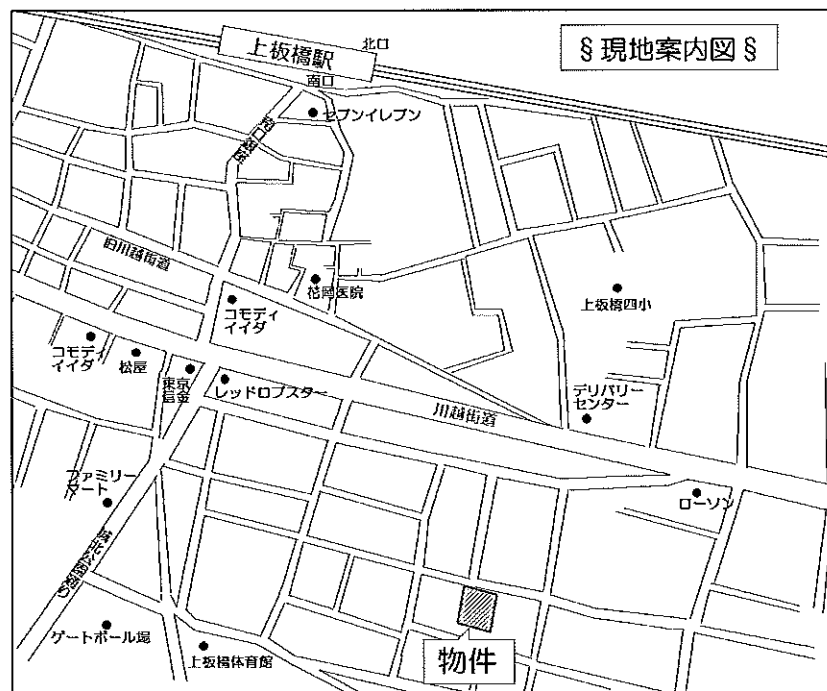 上板橋駅
北口
§現地案内図§
南口
セブンイレブン
南口銀座
旧川越街道
花岡医院
上板橋四小
コモディ
イイダ
コモディ
イイダ
松屋
東京
信金
レッドロブスター
川越街道
デリバリー
センター
ファミリー
マート
ローソン
城北公園通り
ゲートボール場
上板橋体育館
物件